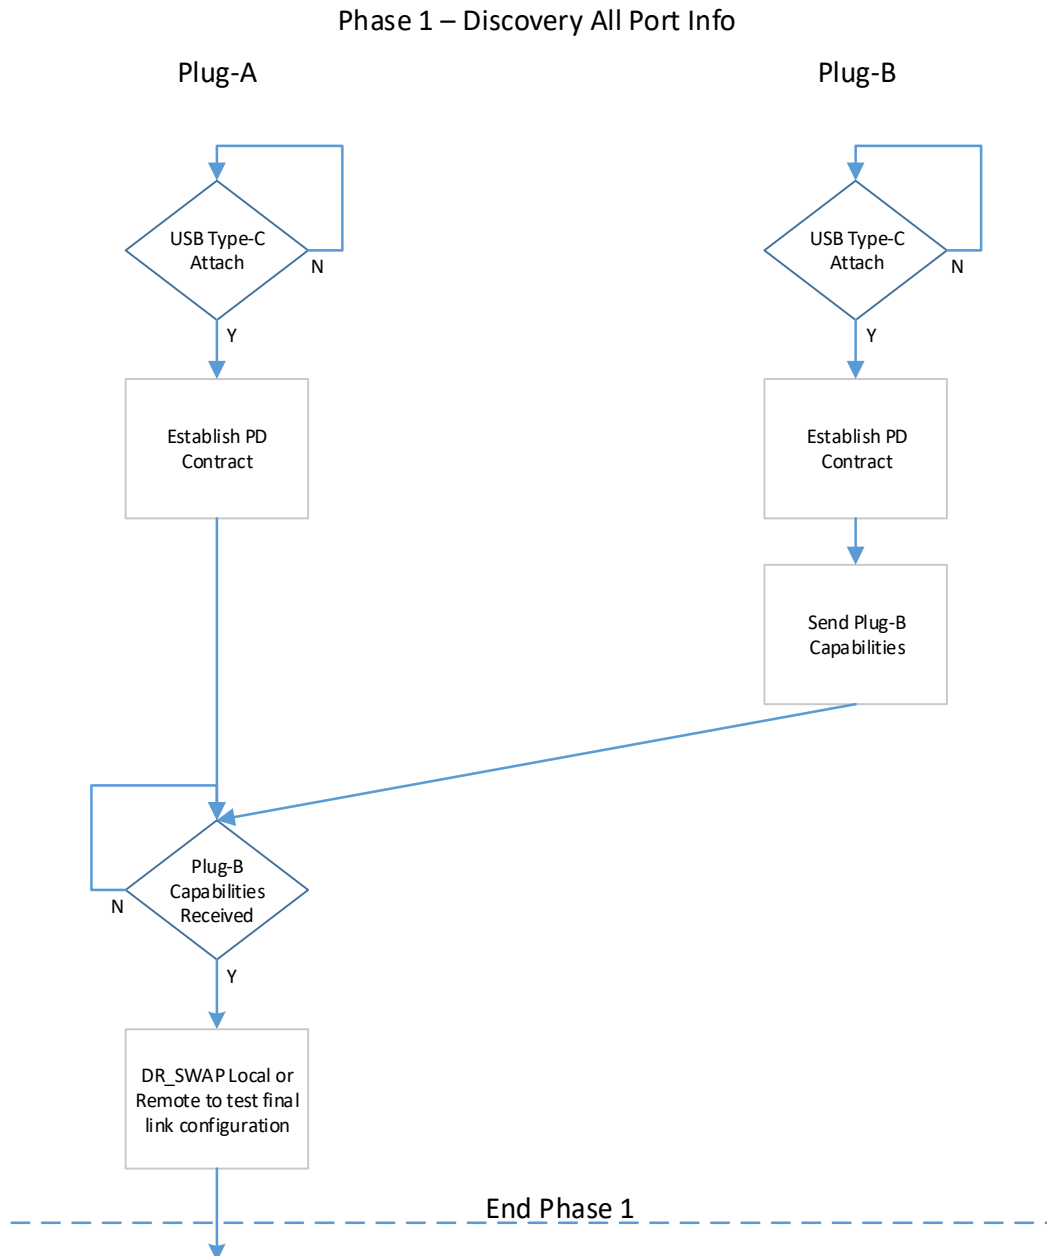 Phase 1 – Discovery All Port Info
Plug-A
Plug-B
USB Type-C
Attach
N
Y
USB Type-C
Attach
N
Y
Establish PD
Contract
Establish PD
Contract
Send Plug-B
Capabilities
Plug-B
Capabilities
Received
N
Y
DR_SWAP Local or
Remote to test final
link configuration
End Phase 1